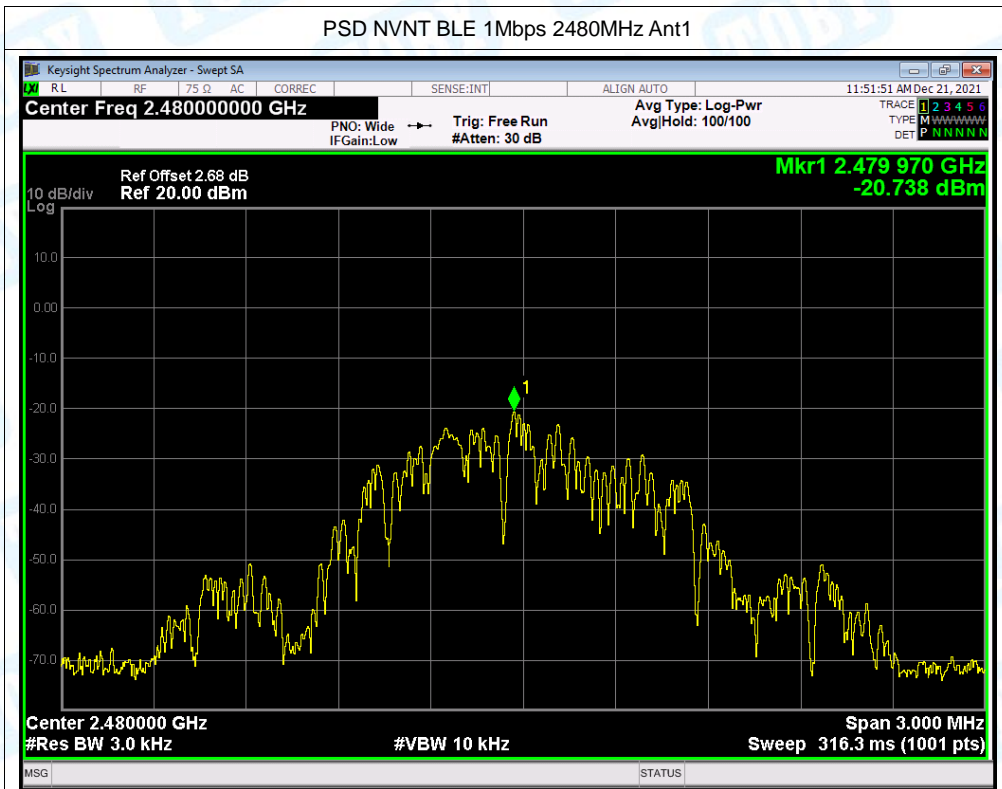 PSD NVNT BLE 1Mbps 2480MHz Ant1
Keysight Spectrum Analyzer - Swept SA
LXI RL RF 75 Ω AC CORREC SENSE:INT ALIGN AUTO 11:51:51 AM Dec 21, 2021
Center Freq 2.480000000 GHz
PNO: Wide
IFGain:Low
Trig: Free Run
#Atten: 30 dB
Avg Type: Log-Pwr
Avg|Hold: 100/100
TRACE 1 2 3 4 5 6
TYPE M W W W W W
DET P N N N N N
Ref Offset 2.68 dB
10 dB/div Ref 20.00 dBm
Log
Mkr1 2.479 970 GHz
-20.738 dBm
1
10.0
0.00
-10.0
-20.0
-30.0
-40.0
-50.0
-60.0
-70.0
Center 2.480000 GHz Span 3.000 MHz
#Res BW 3.0 kHz #VBW 10 kHz Sweep 316.3 ms (1001 pts)
MSG STATUS